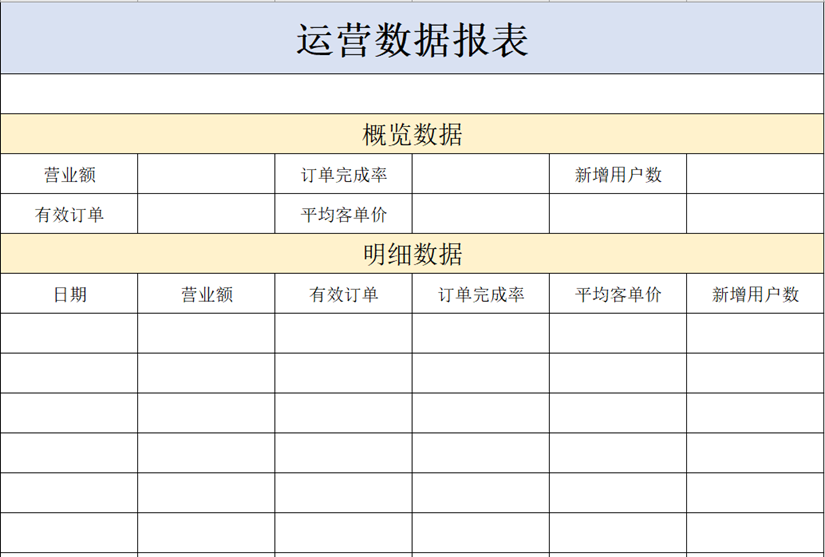 运营数据报表
概览数据
营业额 订单完成率 新增用户数
有效订单 平均客单价
明细数据
日期 营业额 有效订单 订单完成率 平均客单价 新增用户数